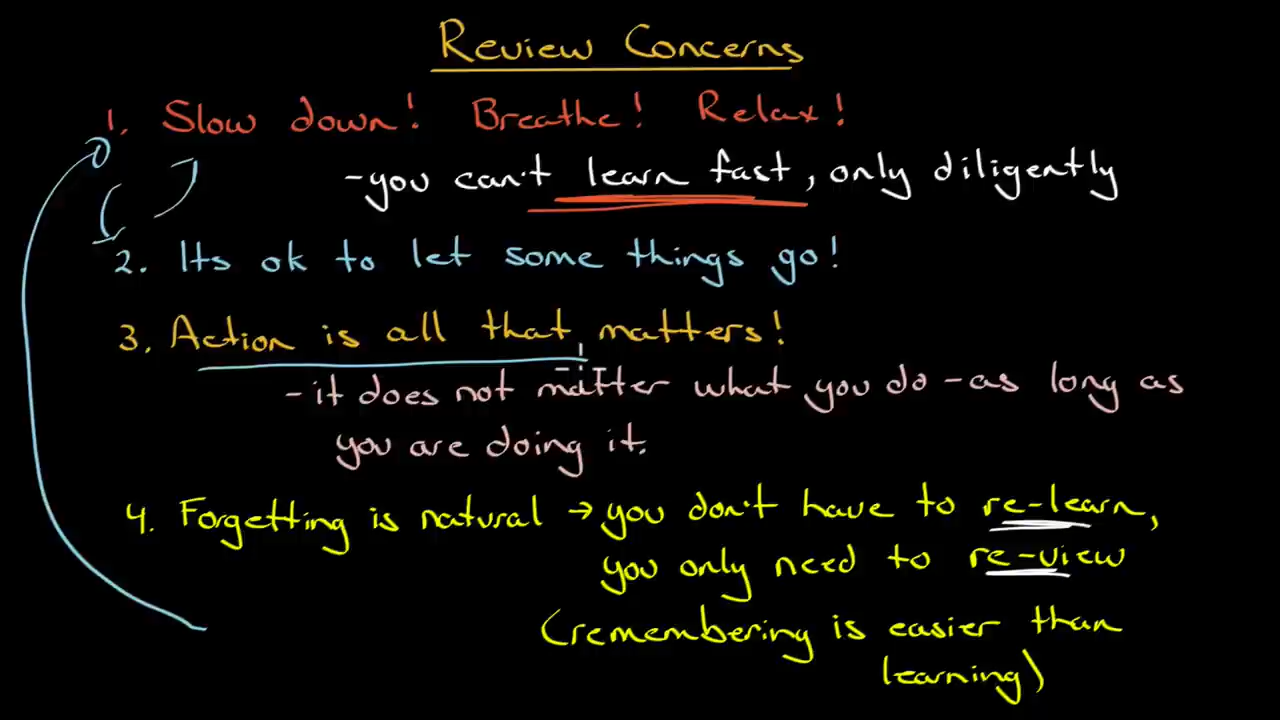 Review Concerns
1. Slow down! Breathe! Relax!
-you can't learn fast, only diligently
2. Its ok to let some things go!
3. Action is all that matters!
-it does not matter what you do -as long as
you are doing it.
4. Forgetting is natural → you don't have to re-learn,
you only need to re-view
(remembering is easier than
learning)